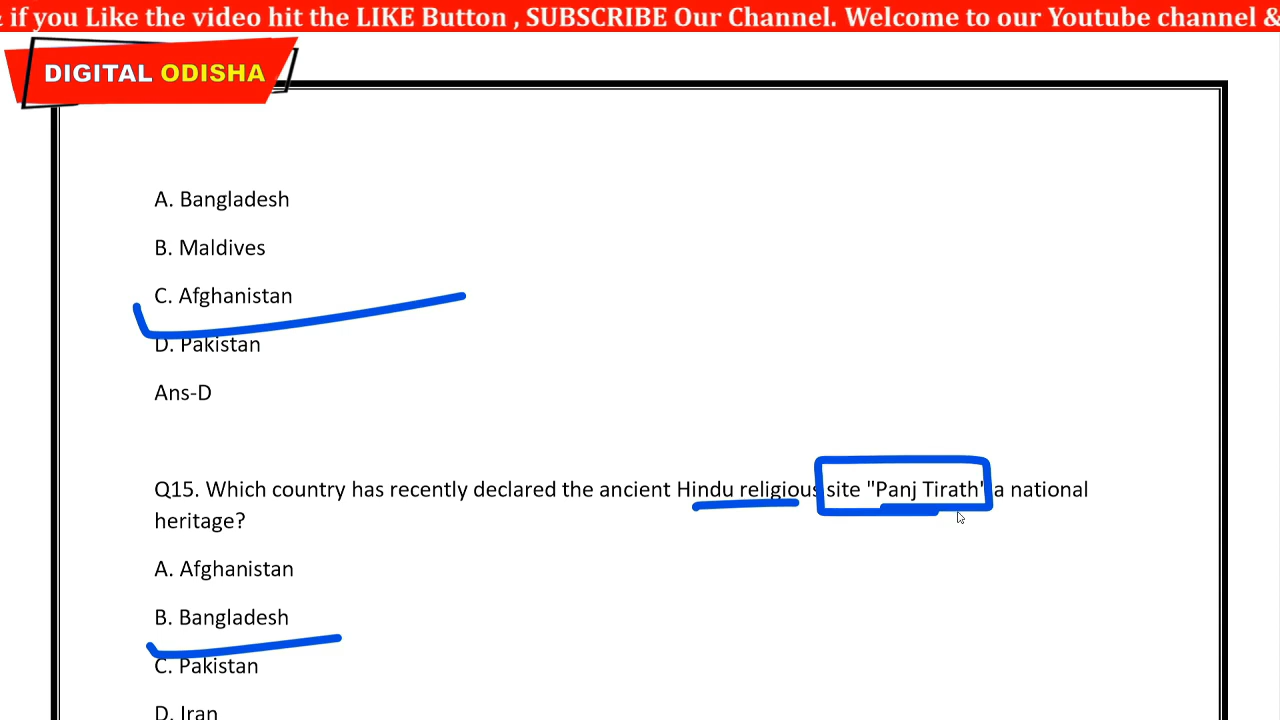 & if you Like the video hit the LIKE Button , SUBSCRIBE Our Channel. Welcome to our Youtube channel &
DIGITAL ODISHA
A. Bangladesh
B. Maldives
C. Afghanistan
D. Pakistan
Ans-D
Q15. Which country has recently declared the ancient Hindu religious site "Panj Tirath" a national
heritage?
A. Afghanistan
B. Bangladesh
C. Pakistan
D. Iran